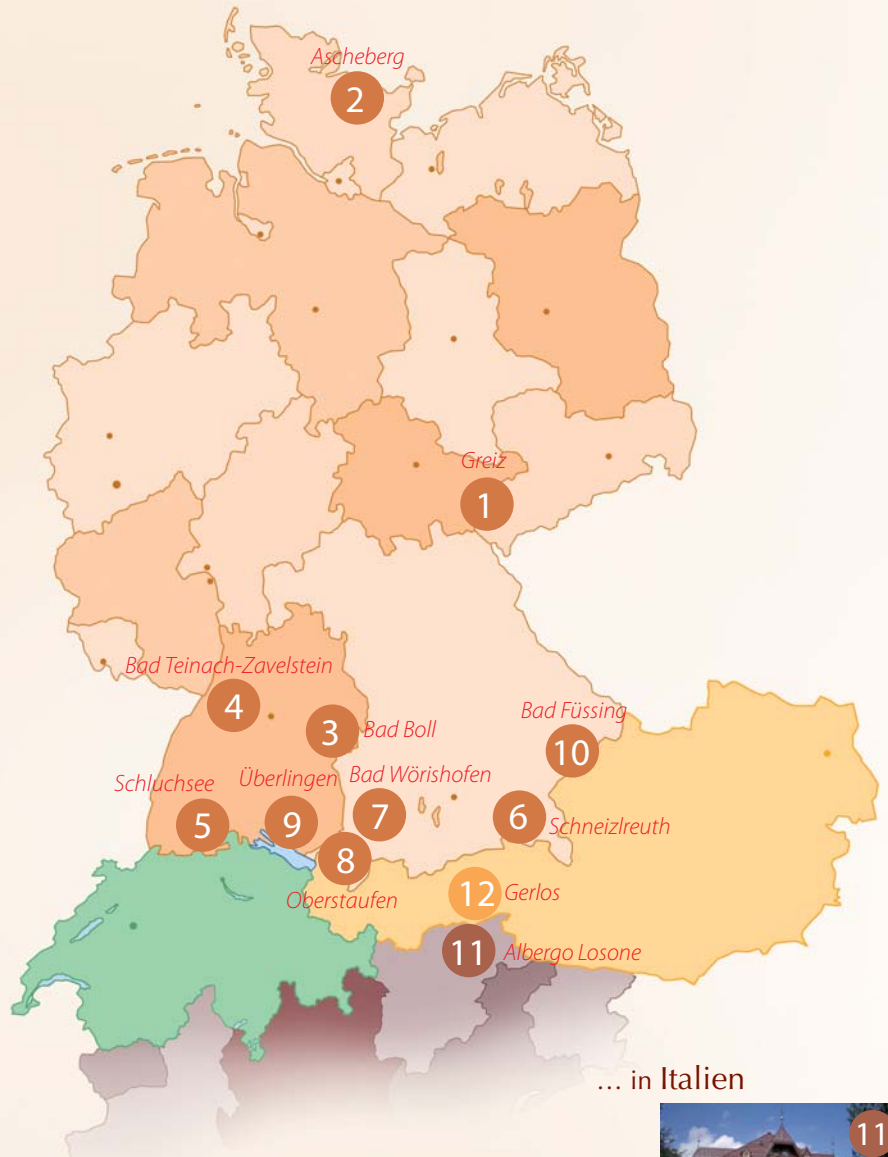 Ascheberg
2
Greiz
1
Bad Teinach-Zavelstein
4
3
Bad Boll
Bad Füssing
10
Schluchsee
Überlingen
Bad Wörishofen
5
9
7
6
Schneizlreuth
8
Oberstaufen
12
Gerlos
11
Albergo Losone
... in Italien
11